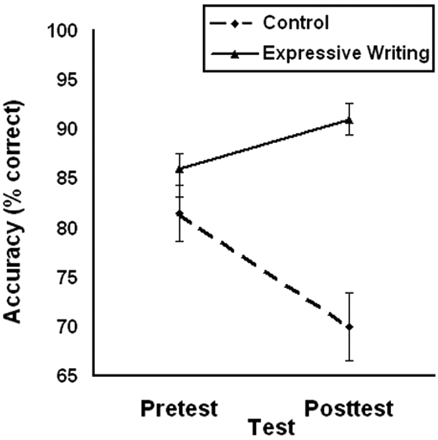 Control
Expressive Writing
100
95
90
85
80
75
70
65
Accuracy (% correct)
Pretest
Posttest
Test